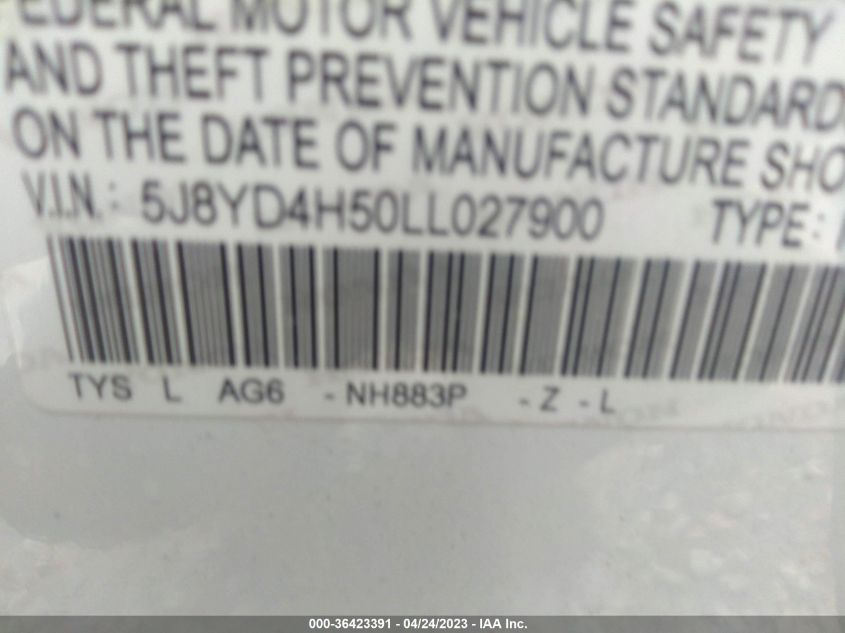 EDERAL MOTOR VEHICLE SAFETY
AND THEFT PREVENTION STANDARD
ON THE DATE OF MANUFACTURE SHO
V.I.N.: 5J8YD4H50LL027900 TYPE:
TYS L AG6 -NH883P -Z -L
000-36423391 - 04/24/2023 - IAA Inc.